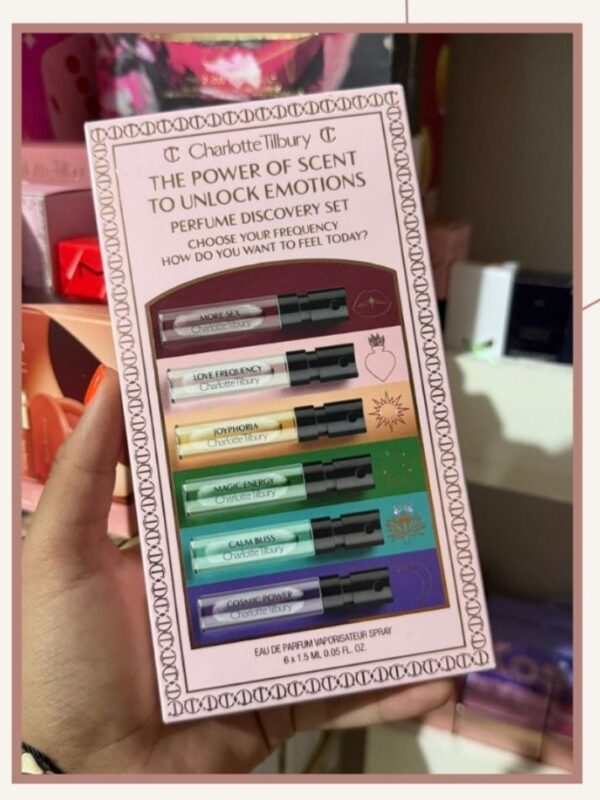 Charlotte Tilbury
THE POWER OF SCENT
TO UNLOCK EMOTIONS
PERFUME DISCOVERY SET
CHOOSE YOUR FREQUENCY
HOW DO YOU WANT TO FEEL TODAY?
MORE SEX
Charlotte Tilbury
LOVE FREQUENCY
Charlotte Tilbury
JOYPHORIA
Charlotte Tilbury
MAGIC ENERGY
Charlotte Tilbury
CALM BLISS
Charlotte Tilbury
COSMIC POWER
Charlotte Tilbury
EAU DE PARFUM VAPORISATEUR SPRAY
6 x 1.5 ML 0.05 FL. OZ.